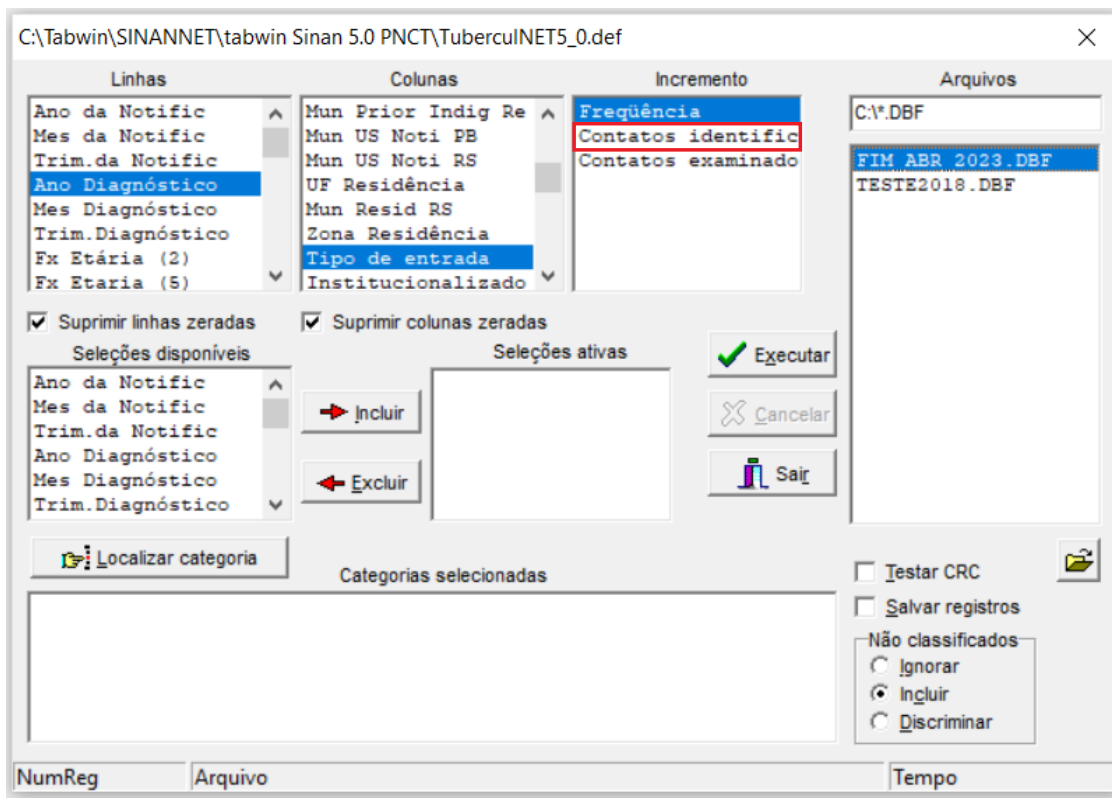 C:\Tabwin\SINANNET\tabwin Sinan 5.0 PNCT\TuberculNET5_0.def
Linhas
Ano da Notific
Mes da Notific
Trim.da Notific
Ano Diagnóstico
Mes Diagnóstico
Trim.Diagnóstico
Fx Etária (2)
Fx Etaria (5)
Colunas
Mun Prior Indig Re
Mun US Noti PB
Mun US Noti RS
UF Residência
Mun Resid RS
Zona Residência
Tipo de entrada
Institucionalizado
Incremento
Freqüência
Contatos identific
Contatos examinado
Arquivos
C:\*.DBF
FIM ABR 2023.DBF
TESTE2018.DBF
Suprimir linhas zeradas
Suprimir colunas zeradas
Seleções disponíveis
Ano da Notific
Mes da Notific
Trim.da Notific
Ano Diagnóstico
Mes Diagnóstico
Trim.Diagnóstico
Incluir
Excluir
Seleções ativas
Executar
Cancelar
Sair
Localizar categoria
Categorias selecionadas
Testar CRC
Salvar registros
Não classificados
Ignorar
Incluir
Discriminar
NumReg
Arquivo
Tempo